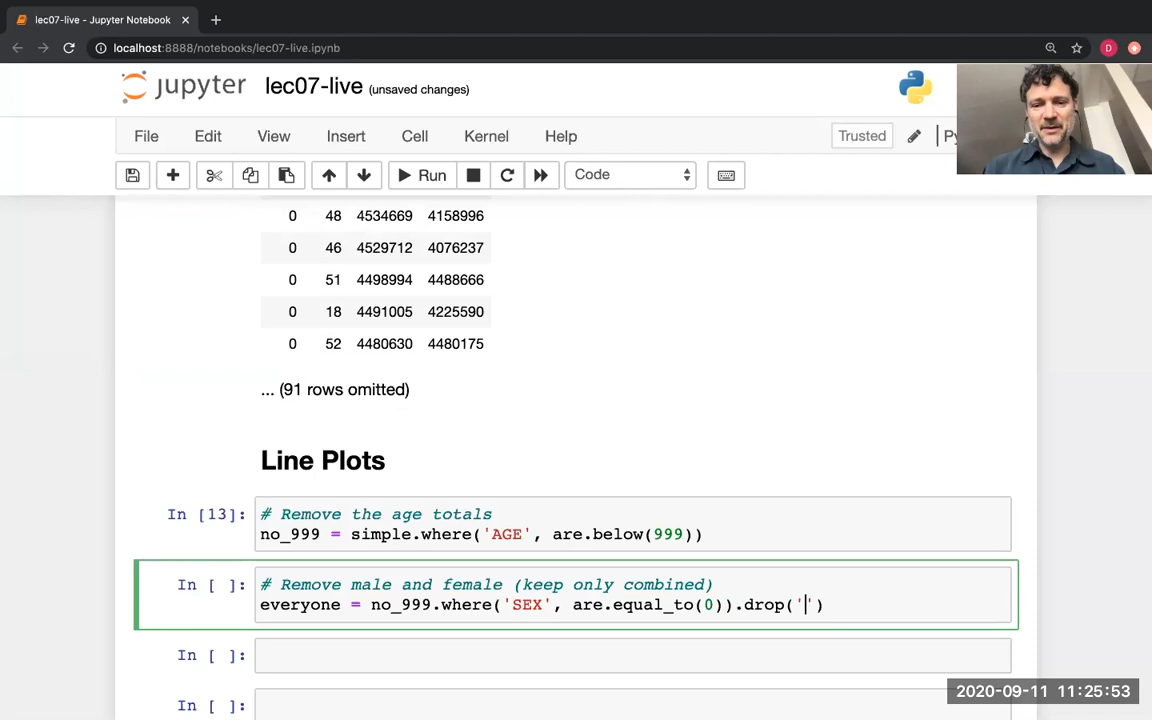 lec07-live - Jupyter Notebook
localhost:8888/notebooks/lec07-live.ipynb
D
jupyter lec07-live (unsaved changes)
File Edit View Insert Cell Kernel Help Trusted Py
Run Code
0 48 4534669 4158996
0 46 4529712 4076237
0 51 4498994 4488666
0 18 4491005 4225590
0 52 4480630 4480175
... (91 rows omitted)
Line Plots
In [13]: # Remove the age totals
no_999 = simple.where('AGE', are.below(999))
In [ ]: # Remove male and female (keep only combined)
everyone = no_999.where('SEX', are.equal_to(0)).drop('')
In [ ]:
In [ ]:
2020-09-11 11:25:53